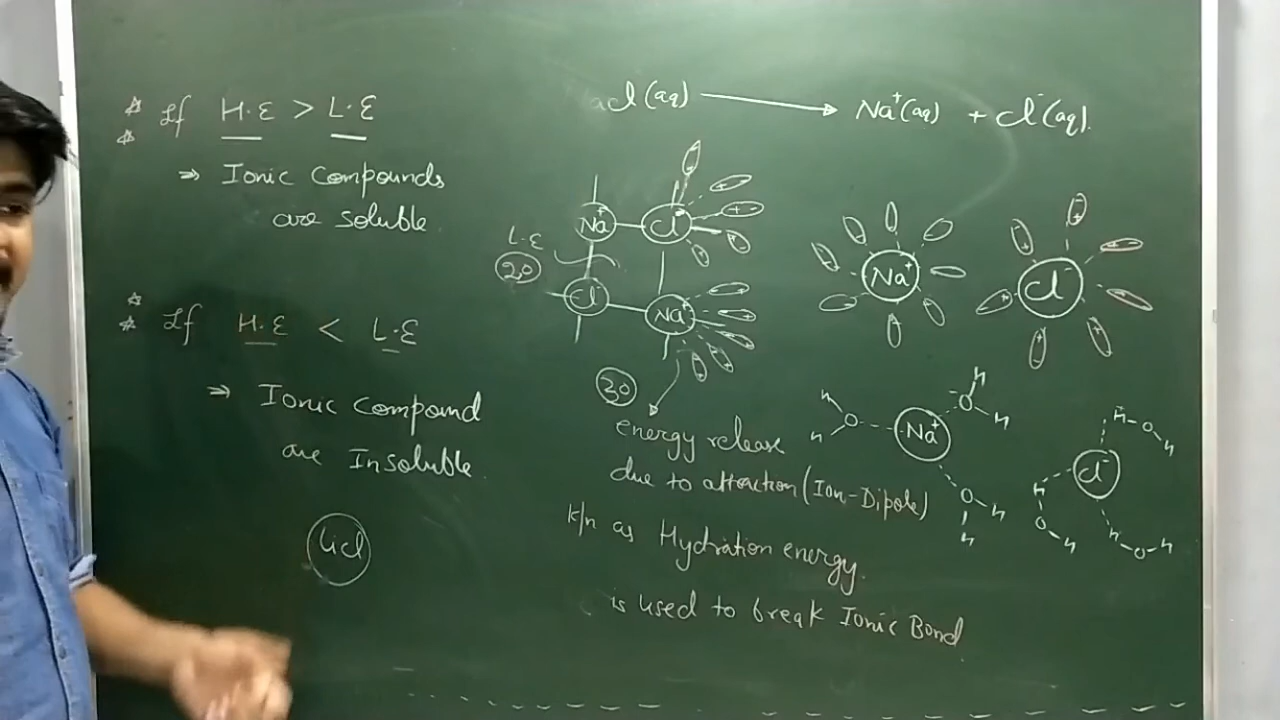 * If H.E > L.E
*
⇒ Ionic Compounds
are soluble.
* If H.E < L.E
*
⇒ Ionic Compound
are Insoluble.
LiCl
aCl(aq) ⟶ Na⁺(aq) + Cl⁻(aq).
Na⁺ Cl⁻
L.E
20
Cl⁻ Na⁺
30
energy release
due to attraction (Ion-Dipole)
k/n as Hydration energy.
is used to break Ionic Bond.
Na⁺
+
-
Cl⁻
+
H
O
H
Na⁺
O
H
H
O
H
H
Cl⁻
H-O
H
H
O
H
H
O-H